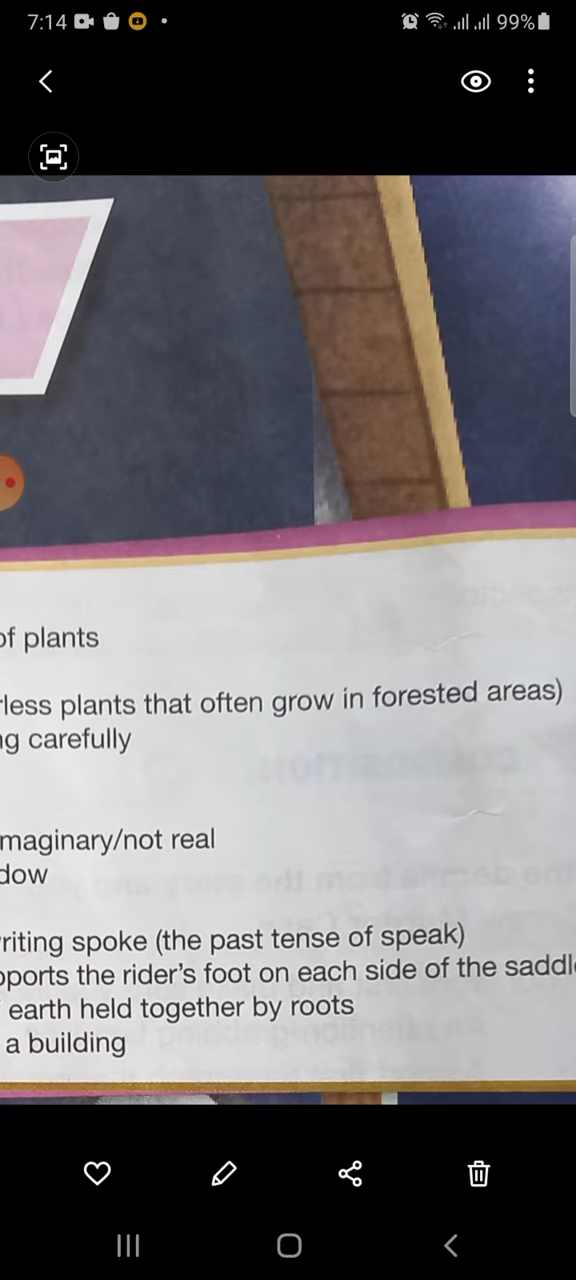 7:14
99%
of plants
rless plants that often grow in forested areas)
ng carefully
maginary/not real
dow
riting spoke (the past tense of speak)
pports the rider's foot on each side of the saddl
earth held together by roots
a building